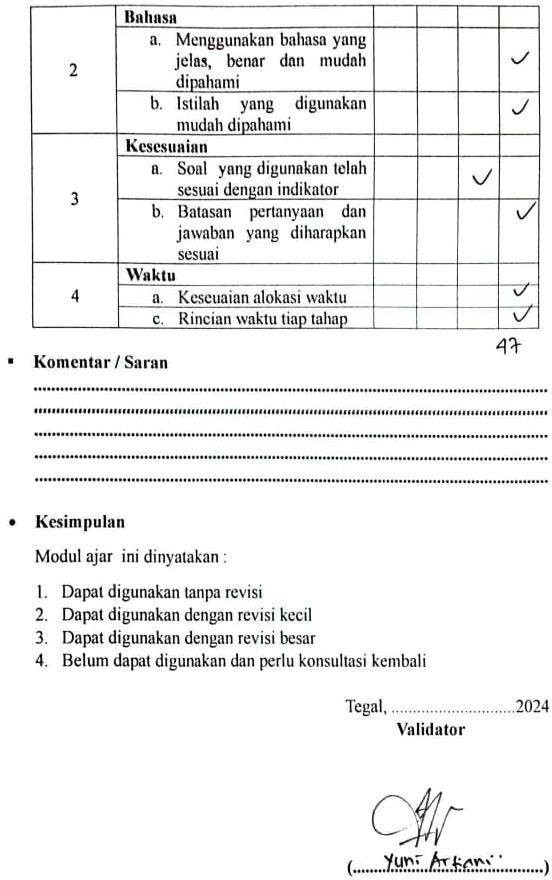 Bahasa
a. Menggunakan bahasa yang
jelas, benar dan mudah
dipahami
2
b. Istilah yang digunakan
mudah dipahami
Kesesuaian
a. Soal yang digunakan telah
sesuai dengan indikator
3
b. Batasan pertanyaan dan
jawaban yang diharapkan
sesuai
Waktu
4
a. Keseuaian alokasi waktu
c. Rincian waktu tiap tahap
47
▪ Komentar / Saran
• Kesimpulan
Modul ajar ini dinyatakan :
1. Dapat digunakan tanpa revisi
2. Dapat digunakan dengan revisi kecil
3. Dapat digunakan dengan revisi besar
4. Belum dapat digunakan dan perlu konsultasi kembali
Tegal, ............................2024
Validator
(.......Yuni Arfiani.......)